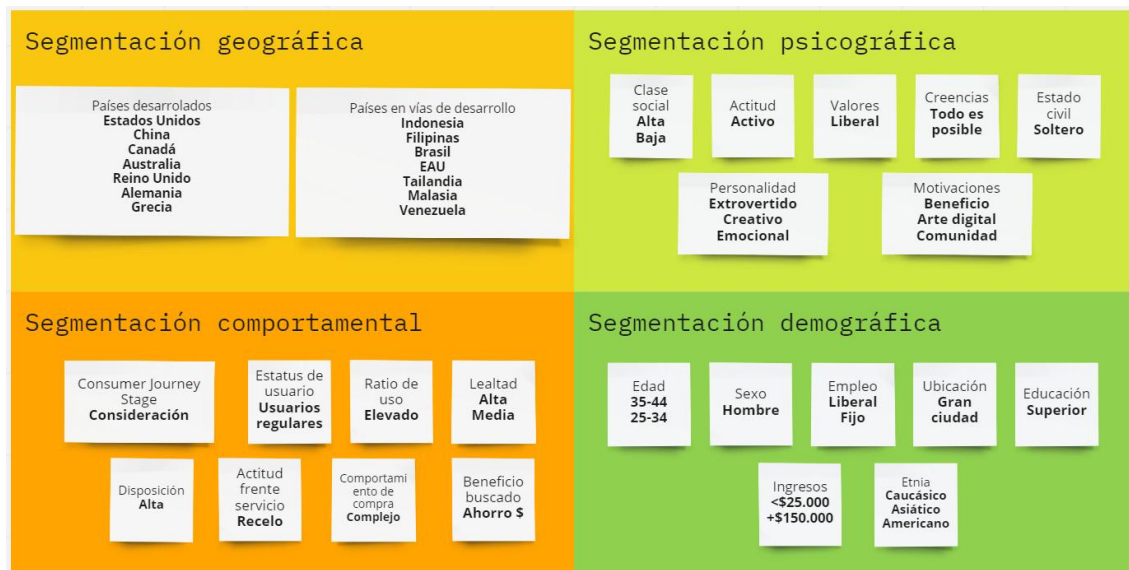 Segmentación geográfica
Países desarrolados
Estados Unidos
China
Canadá
Australia
Reino Unido
Alemania
Grecia
Países en vías de desarrollo
Indonesia
Filipinas
Brasil
EAU
Tailandia
Malasia
Venezuela
Segmentación psicográfica
Clase
social
Alta
Baja
Actitud
Activo
Valores
Liberal
Creencias
Todo es
posible
Estado
civil
Soltero
Personalidad
Extrovertido
Creativo
Emocional
Motivaciones
Beneficio
Arte digital
Comunidad
Segmentación comportamental
Consumer Journey
Stage
Consideración
Estatus de
usuario
Usuarios
regulares
Ratio de
uso
Elevado
Lealtad
Alta
Media
Disposición
Alta
Actitud
frente
servicio
Recelo
Comportami
ento de
compra
Complejo
Beneficio
buscado
Ahorro $
Segmentación demográfica
Edad
35-44
25-34
Sexo
Hombre
Empleo
Liberal
Fijo
Ubicación
Gran
ciudad
Educación
Superior
Ingresos
<$25.000
+$150.000
Etnia
Caucásico
Asiático
Americano